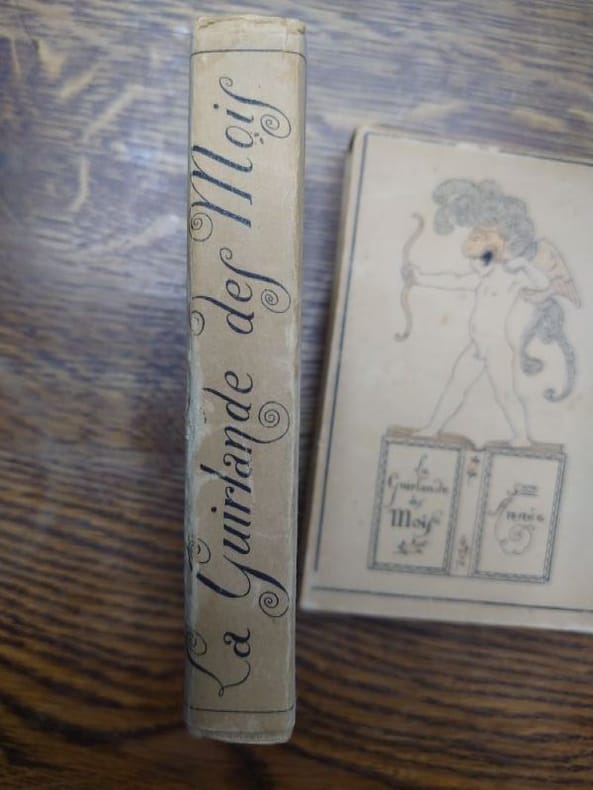 La Guirlande des Mois
La
Guirlande
des
Mois
Année